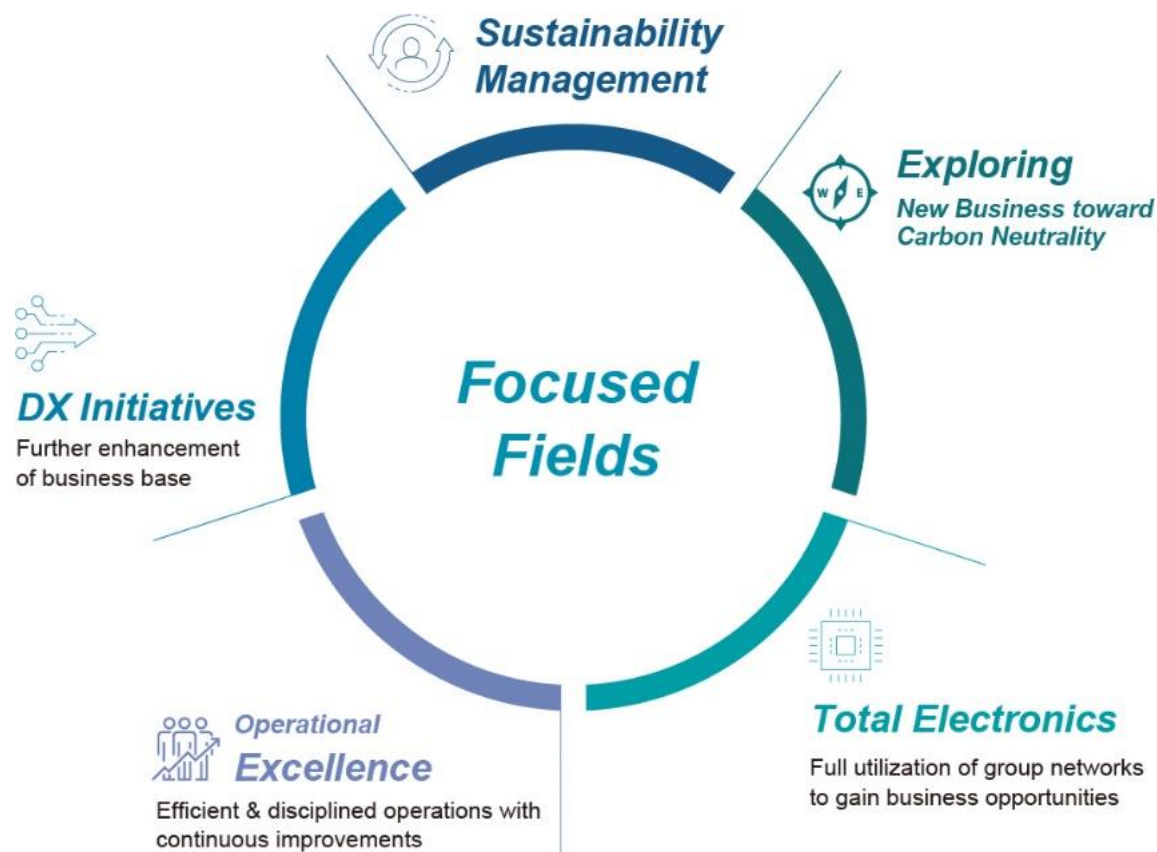 Sustainability
Management
Exploring
New Business toward
Carbon Neutrality
W E
DX Initiatives
Further enhancement
of business base
Focused
Fields
Total Electronics
Full utilization of group networks
to gain business opportunities
Operational
Excellence
Efficient & disciplined operations with
continuous improvements